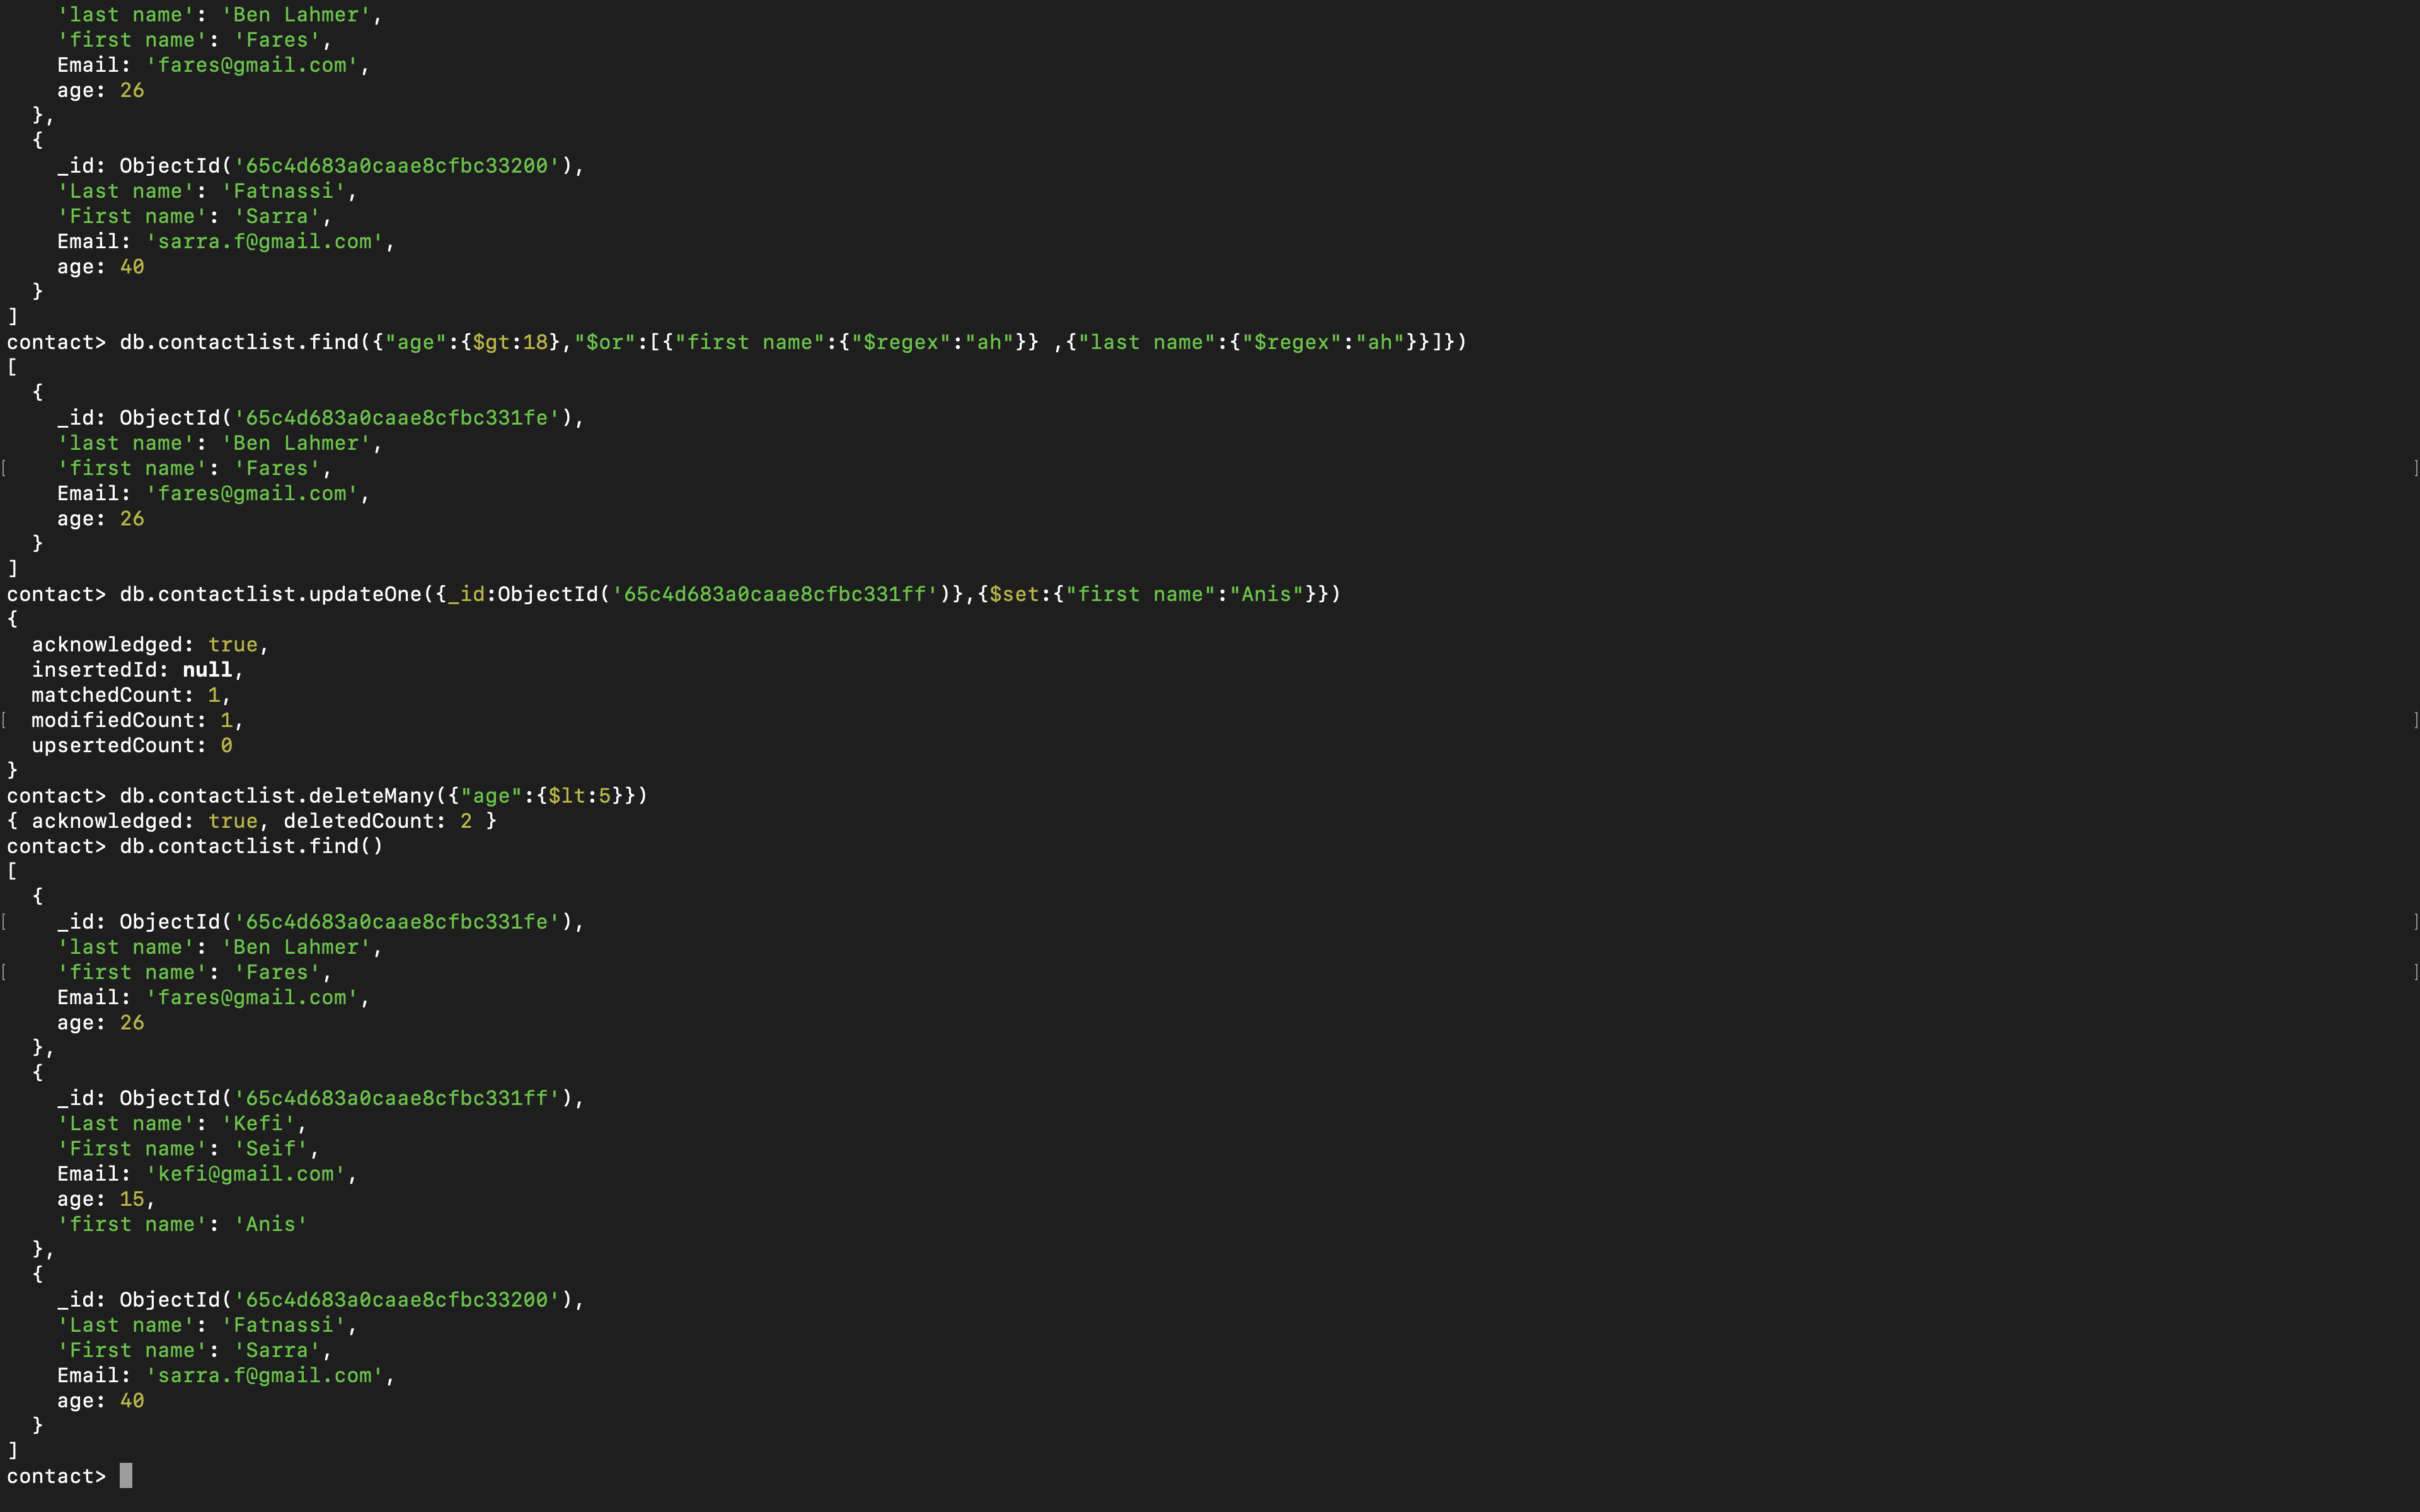 'last name': 'Ben Lahmer',
    'first name': 'Fares',
    Email: 'fares@gmail.com',
    age: 26
  },
  {
    _id: ObjectId('65c4d683a0caae8cfbc33200'),
    'Last name': 'Fatnassi',
    'First name': 'Sarra',
    Email: 'sarra.f@gmail.com',
    age: 40
  }
]
contact> db.contactlist.find({"age":{$gt:18},"$or":[{"first name":{"$regex":"ah"}} ,{"last name":{"$regex":"ah"}}]})
[
  {
    _id: ObjectId('65c4d683a0caae8cfbc331fe'),
    'last name': 'Ben Lahmer',
[    'first name': 'Fares', ]
    Email: 'fares@gmail.com',
    age: 26
  }
]
contact> db.contactlist.updateOne({_id:ObjectId('65c4d683a0caae8cfbc331ff')},{$set:{"first name":"Anis"}})
{
  acknowledged: true,
  insertedId: null,
  matchedCount: 1,
[  modifiedCount: 1, ]
  upsertedCount: 0
}
contact> db.contactlist.deleteMany({"age":{$lt:5}})
{ acknowledged: true, deletedCount: 2 }
contact> db.contactlist.find()
[
  {
[    _id: ObjectId('65c4d683a0caae8cfbc331fe'), ]
    'last name': 'Ben Lahmer',
[    'first name': 'Fares', ]
    Email: 'fares@gmail.com',
    age: 26
  },
  {
    _id: ObjectId('65c4d683a0caae8cfbc331ff'),
    'Last name': 'Kefi',
    'First name': 'Seif',
    Email: 'kefi@gmail.com',
    age: 15,
    'first name': 'Anis'
  },
  {
    _id: ObjectId('65c4d683a0caae8cfbc33200'),
    'Last name': 'Fatnassi',
    'First name': 'Sarra',
    Email: 'sarra.f@gmail.com',
    age: 40
  }
]
contact>